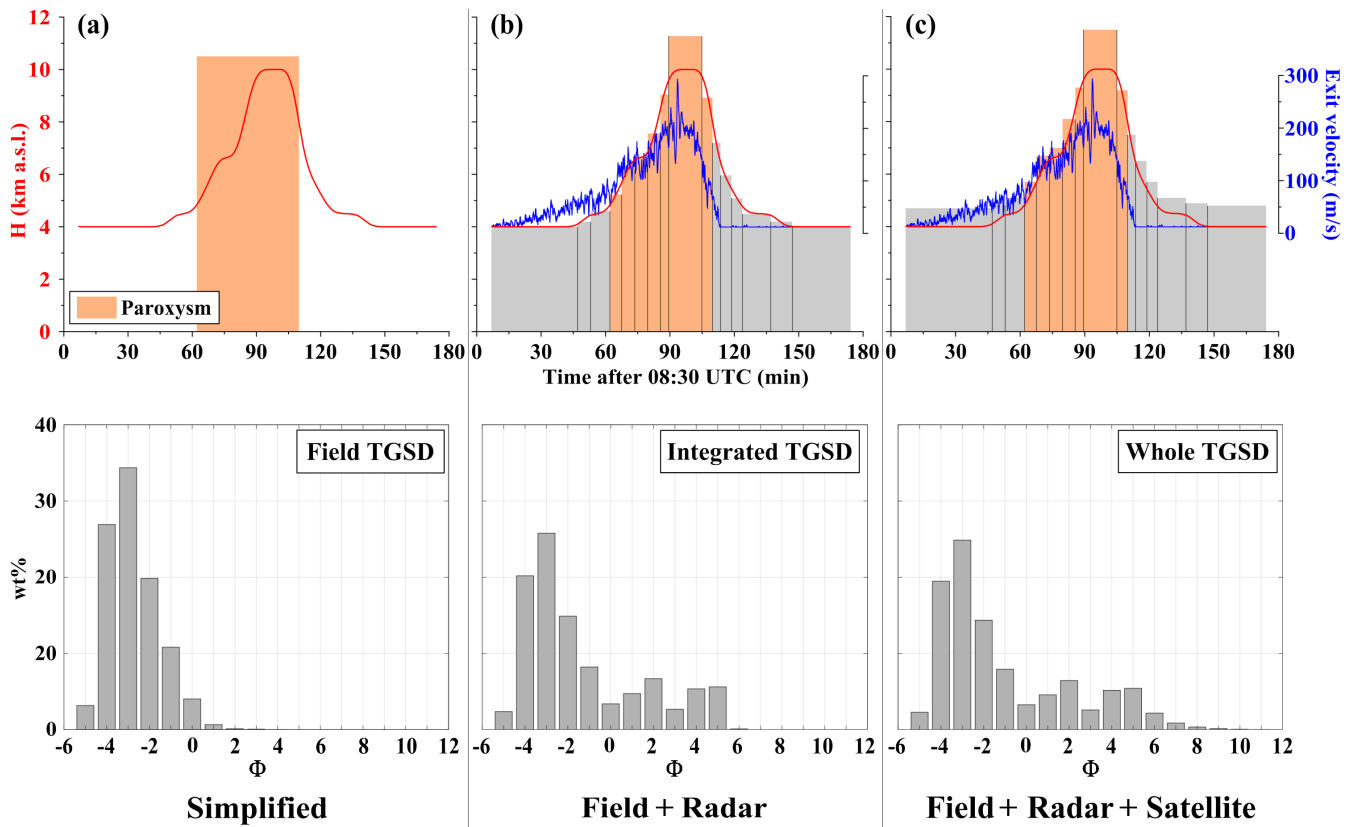 (a)
(b)
(c)
12
10
8
6
4
2
0
H (km a.s.l.)
Paroxysm
0 30 60 90 120 150 180
0 30 60 90 120 150 180
0 30 60 90 120 150 180
Time after 08:30 UTC (min)
300
200
100
0
Exit velocity (m/s)
40
30
20
20
0
wt%
Field TGSD
Integrated TGSD
Whole TGSD
-6 -4 -2 0 2 4 6 8 10 12
-6 -4 -2 0 2 4 6 8 10 12
-6 -4 -2 0 2 4 6 8 10 12
Φ
Φ
Φ
Simplified
Field + Radar
Field + Radar + Satellite